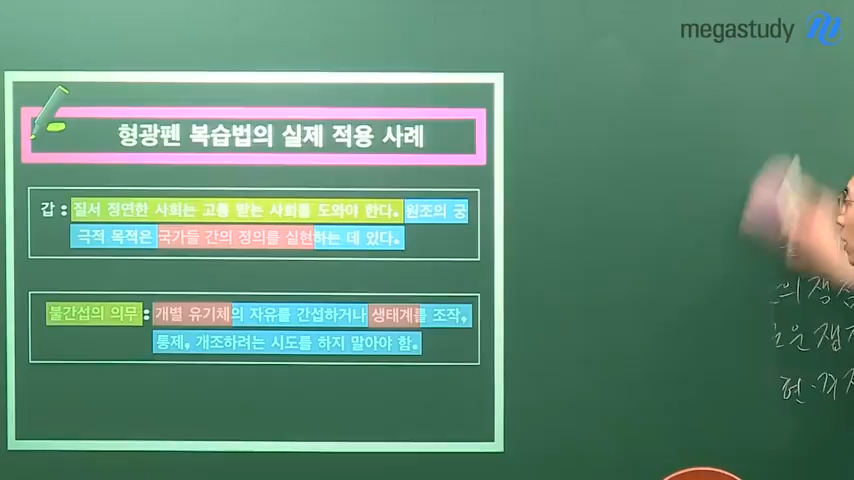 megastudy
형광펜 복습법의 실제 적용 사례
갑 : 질서 정연한 사회는 고통 받는 사회를 도와야 한다. 원조의 궁
극적 목적은 국가들 간의 정의를 실현하는 데 있다.
불간섭의 의무 : 개별 유기체의 자유를 간섭하거나 생태계를 조작,
통제, 개조하려는 시도를 하지 말아야 함.